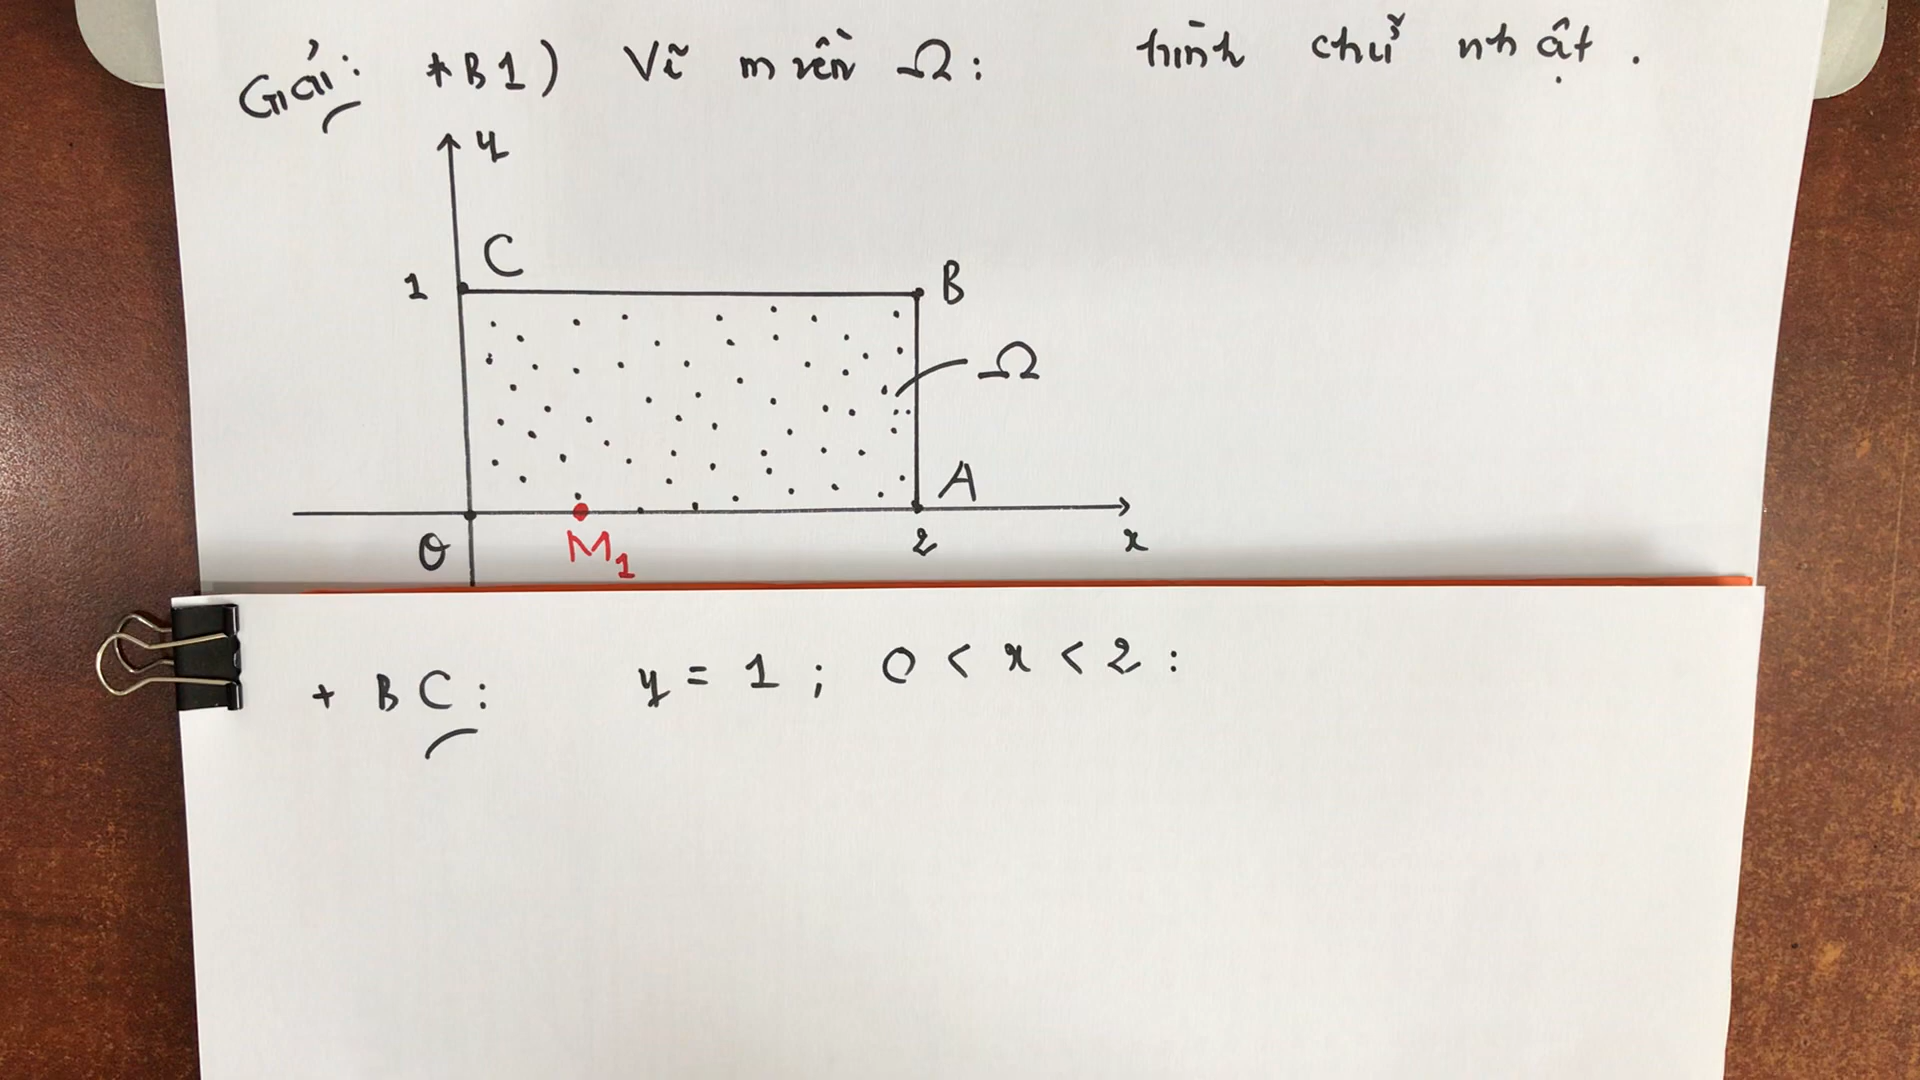 Giải: *B1) Vẽ miền Ω: hình chữ nhật.
y
C
1
B
Ω
A
O
M1
2
x
+ BC: y = 1 ; 0 < x < 2 :